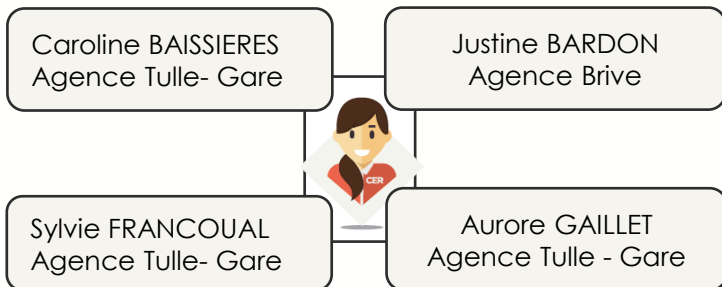 Caroline BAISSIERES
Agence Tulle- Gare
Justine BARDON
Agence Brive
CER
Sylvie FRANCOUAL
Agence Tulle- Gare
Aurore GAILLET
Agence Tulle - Gare